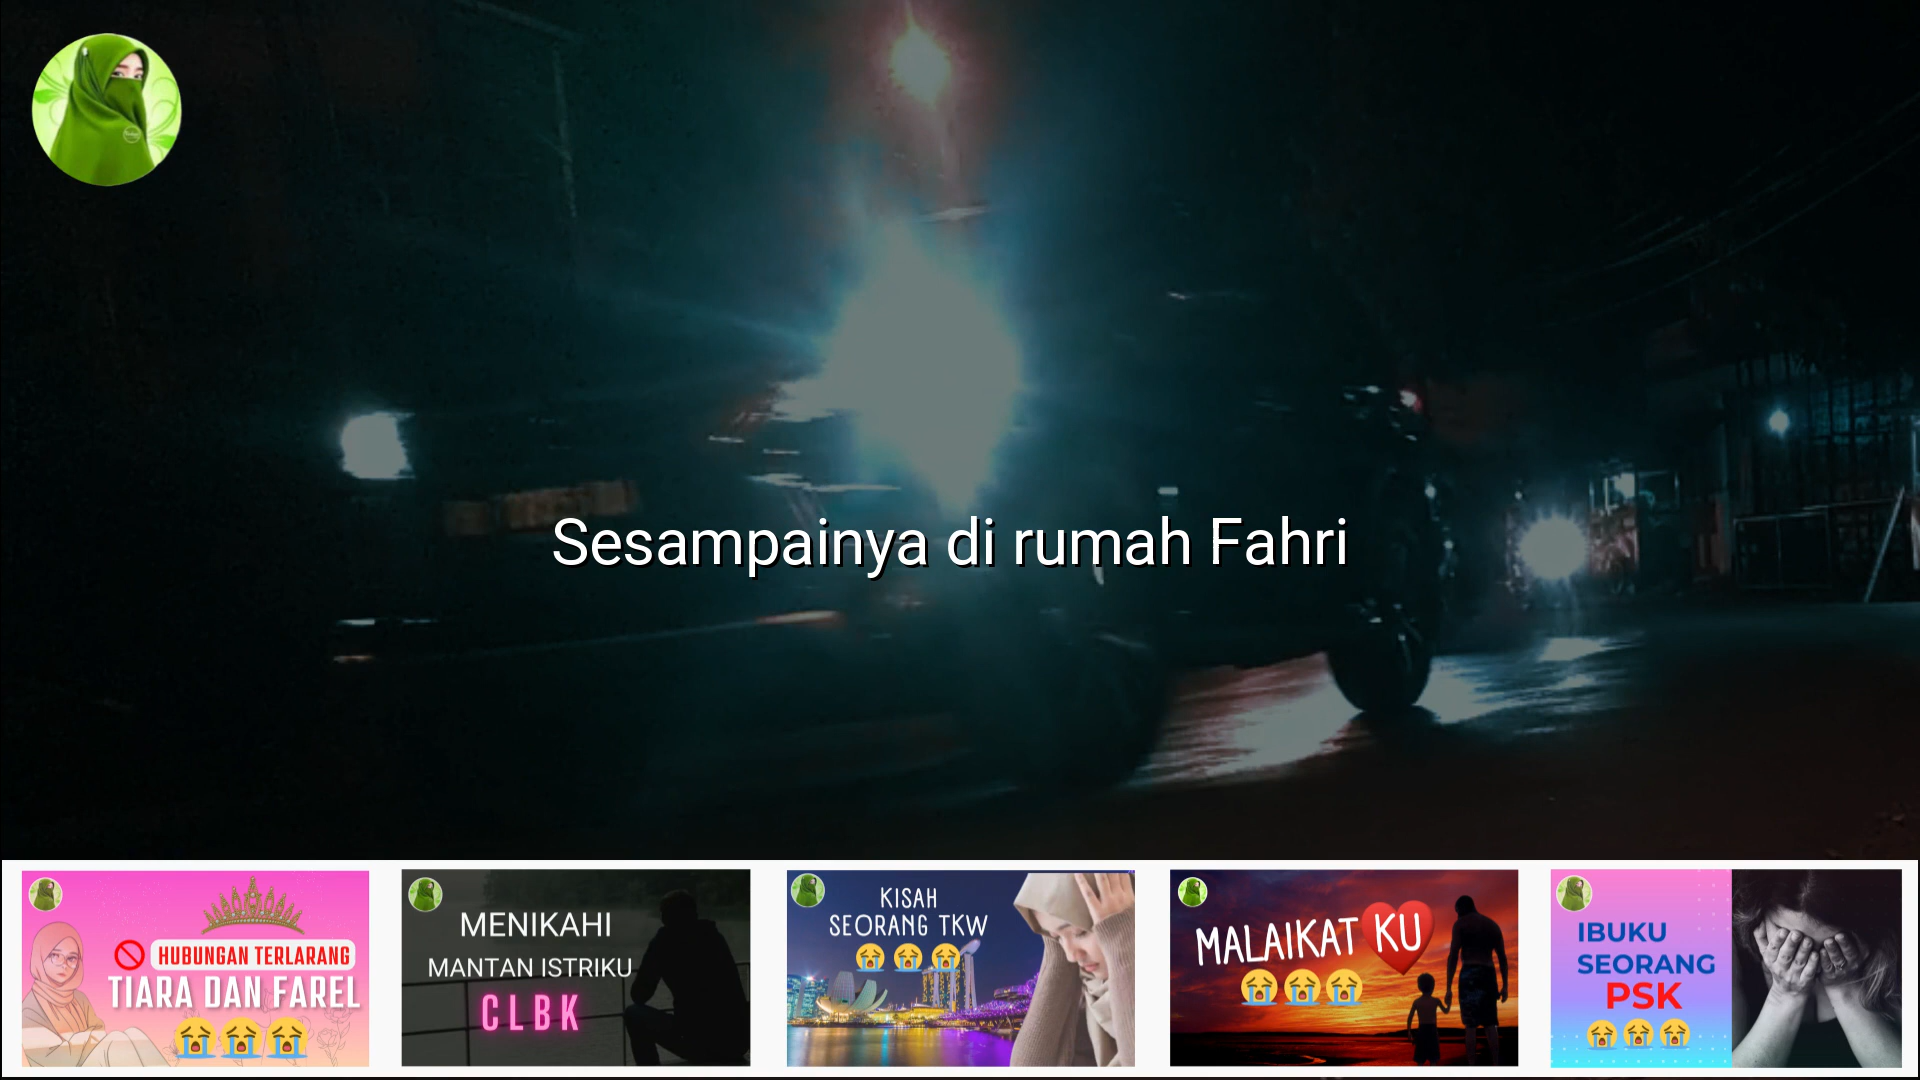 Sesampainya di rumah Fahri
HUBUNGAN TERLARANG
TIARA DAN FAREL
MENIKAHI
MANTAN ISTRIKU
CLBK
KISAH
SEORANG TKW
MALAIKAT KU
IBUKU
SEORANG
PSK